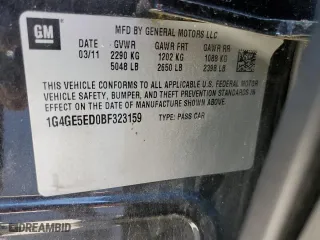 GM
MFD BY GENERAL MOTORS LLC
DATE GVWR GAWR FRT GAWR RR
03/11 2290 KG 1202 KG 1088 KG
5048 LB 2650 LB 2398 LB
THIS VEHICLE CONFORMS TO ALL APPLICABLE U.S. FEDERAL MOTOR
VEHICLE SAFETY, BUMPER, AND THEFT PREVENTION STANDARDS IN
EFFECT ON THE DATE OF MANUFACTURE SHOWN ABOVE.
1G4GE5ED0BF323159 TYPE: PASS CAR
DREAMBID